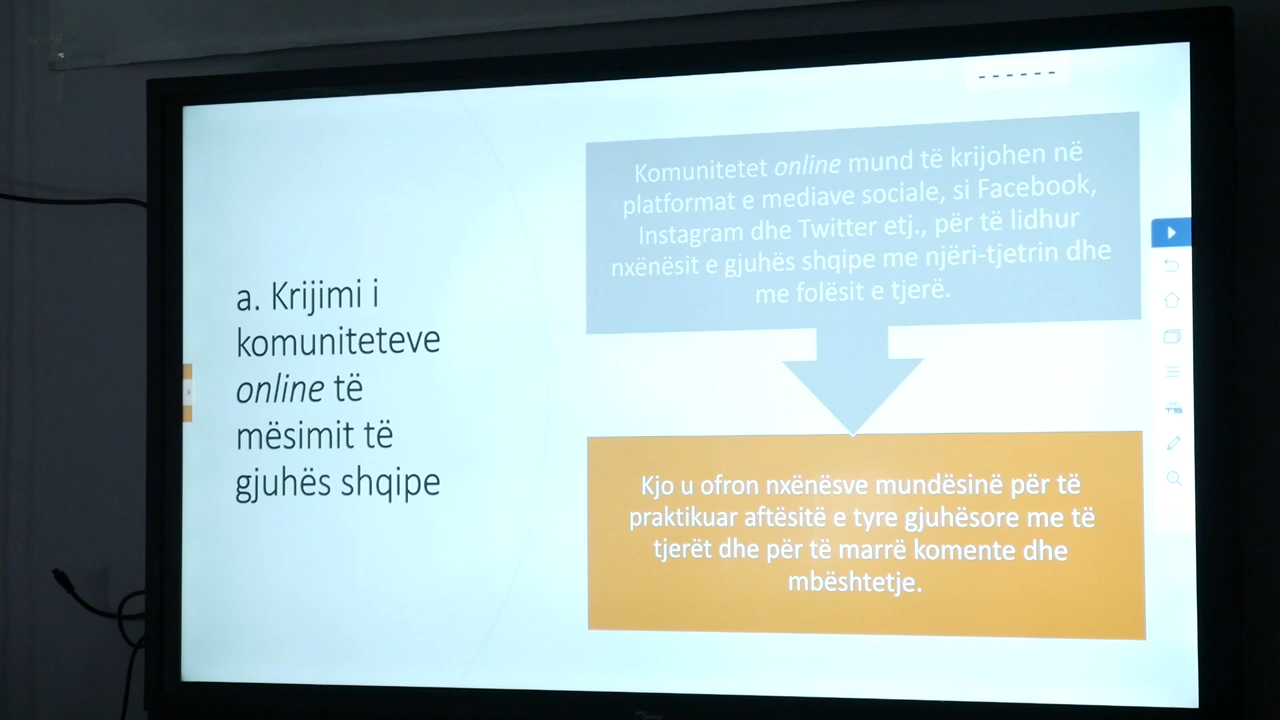 a. Krijimi i
komuniteteve
online të
mësimit të
gjuhës shqipe
------
Komunitetet online mund të krijohen në
platformat e mediave sociale, si Facebook,
Instagram dhe Twitter etj., për të lidhur
nxënësit e gjuhës shqipe me njëri-tjetrin dhe
me folësit e tjerë.
Kjo u ofron nxënësve mundësinë për të
praktikuar aftësitë e tyre gjuhësore me të
tjerët dhe për të marrë komente dhe
mbështetje.